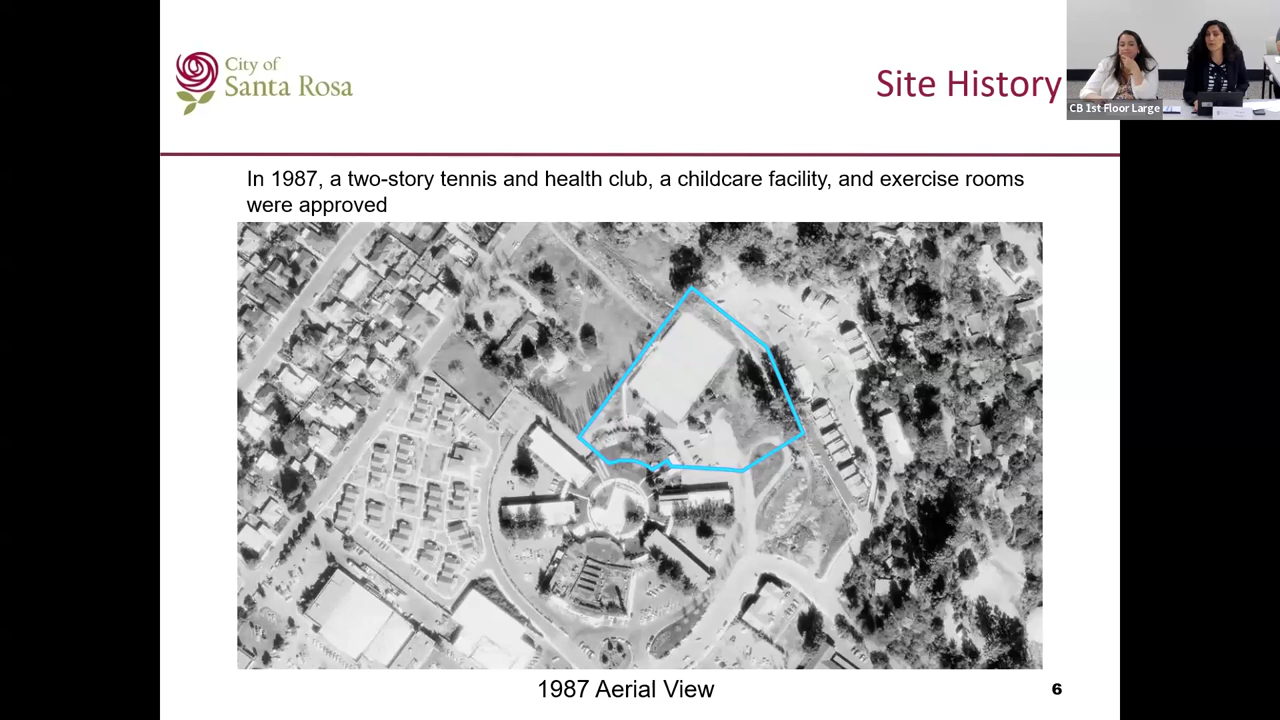 City of
Santa Rosa
Site History
CB 1st Floor Large
In 1987, a two-story tennis and health club, a childcare facility, and exercise rooms
were approved
1987 Aerial View
6